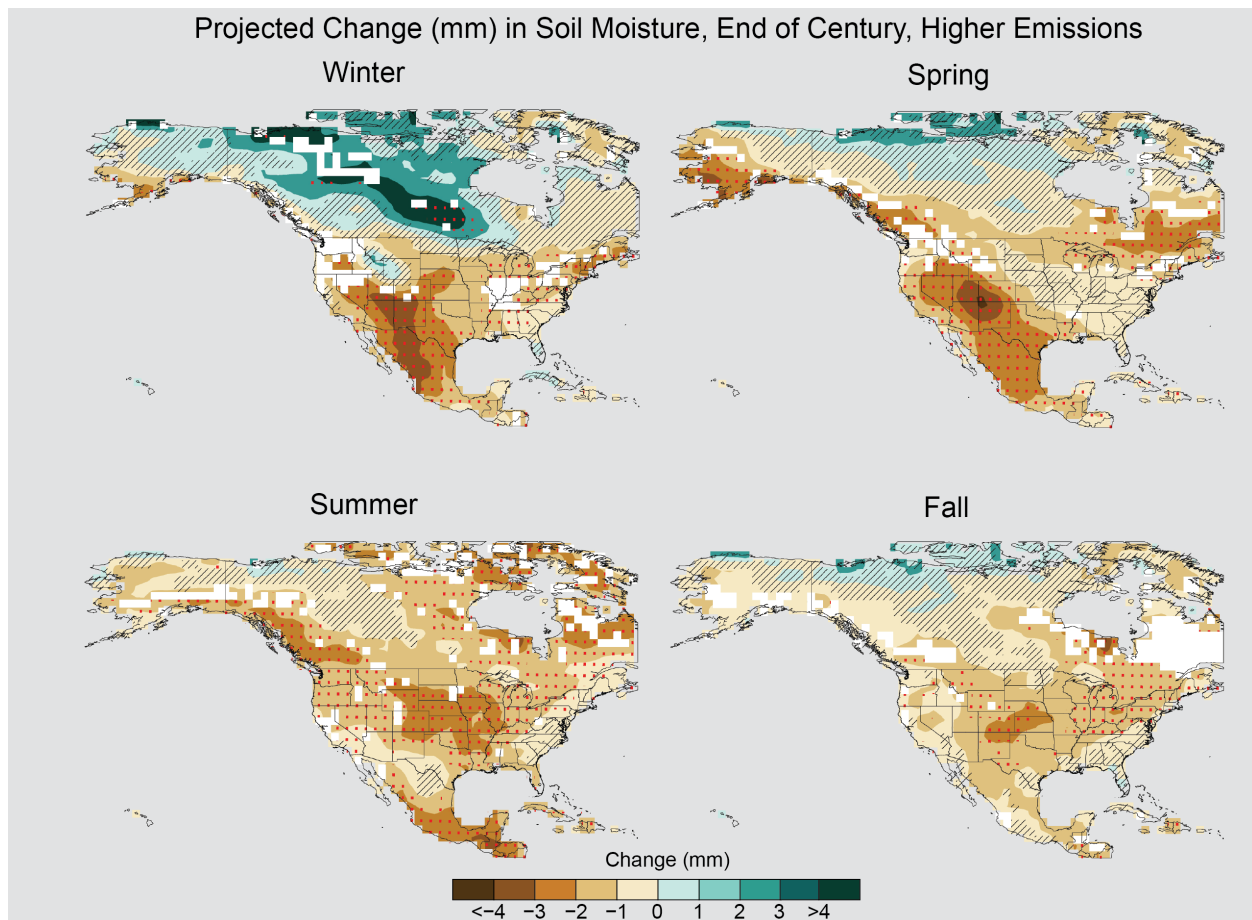 Projected Change (mm) in Soil Moisture, End of Century, Higher Emissions
Winter
Spring
Summer
Fall
Change (mm)
<−4 −3 −2 −1 0 1 2 3 >4